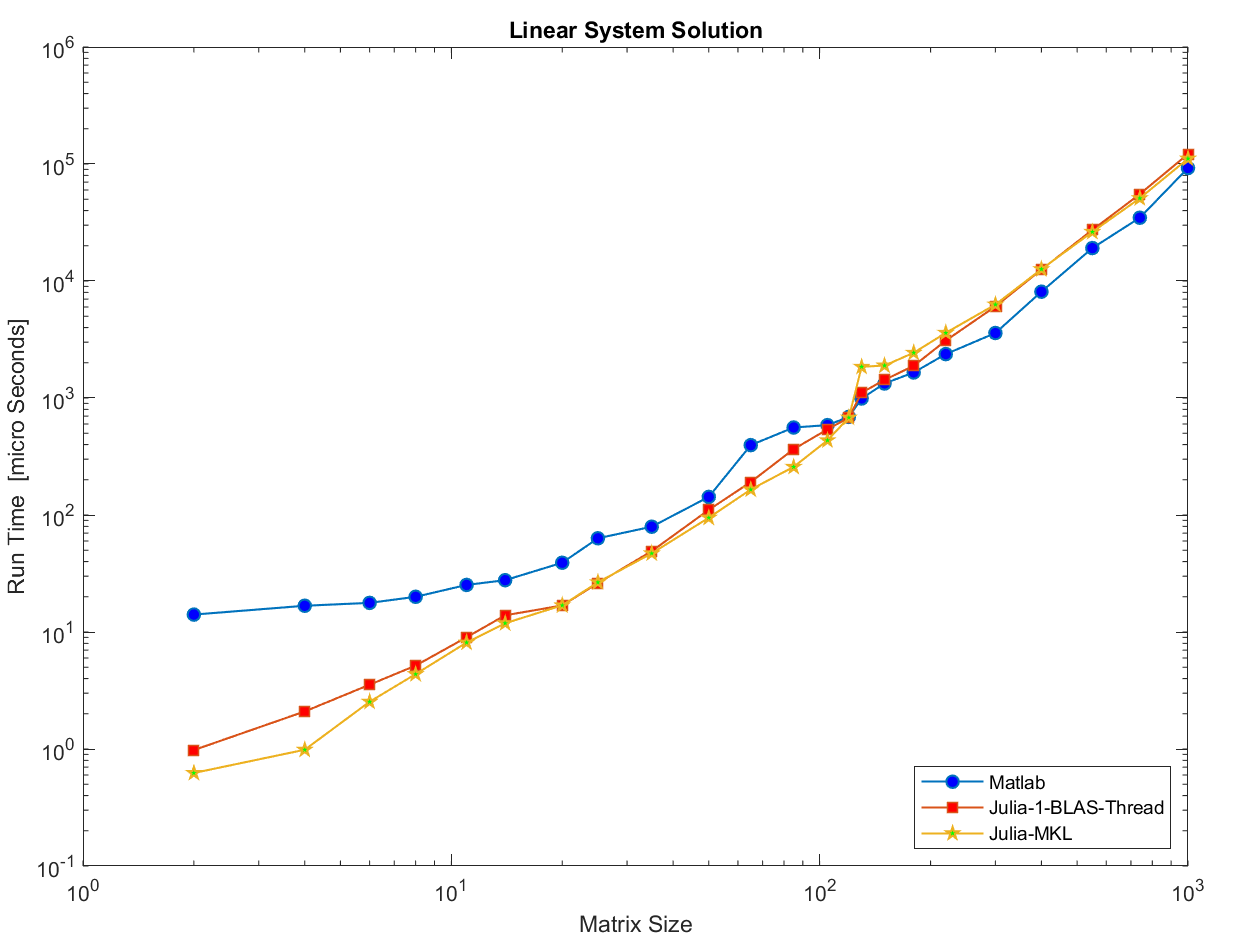 Linear System Solution
10^6
10^5
10^4
10^3
10^2
10^1
10^0
10^-1
Run Time [micro Seconds]
10^0 10^1 10^2 10^3
Matrix Size
Matlab
Julia-1-BLAS-Thread
Julia-MKL